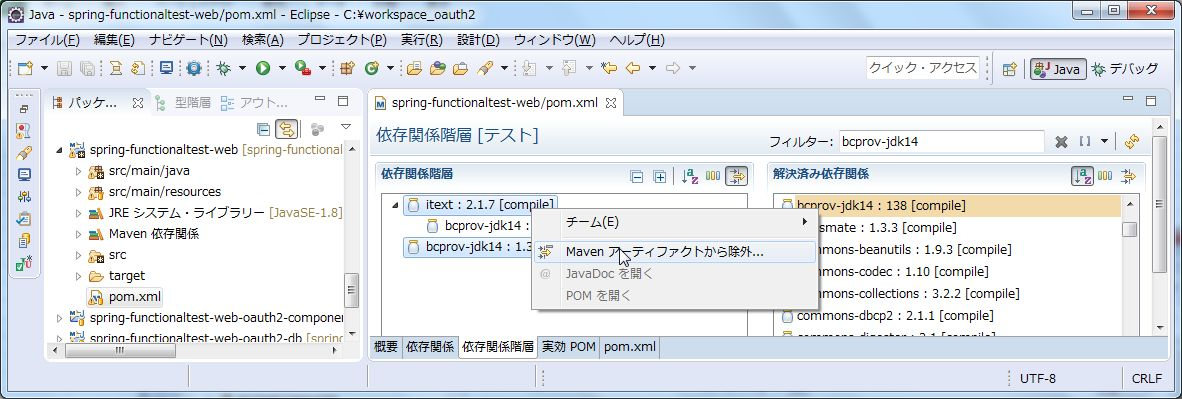 Java - spring-functionaltest-web/pom.xml - Eclipse - C:¥workspace_oauth2
ファイル(F) 編集(E) ナビゲート(N) 検索(A) プロジェクト(P) 実行(R) 設計(D) ウィンドウ(W) ヘルプ(H)
クイック・アクセス Java デバッグ
パッケ... 型階層 アウト...
spring-functionaltest-web [spring-functional
src/main/java
src/main/resources
JRE システム・ライブラリー [JavaSE-1.8]
Maven 依存関係
src
target
pom.xml
spring-functionaltest-web-oauth2-componen
spring-functionaltest-web-oauth2-db [spring
spring-functionaltest-web/pom.xml
依存関係階層 [テスト]
フィルター: bcprov-jdk14
依存関係階層
itext : 2.1.7 [compile]
bcprov-jdk14 :
bcprov-jdk14 : 1.3
チーム(E)
Maven アーティファクトから除外...
JavaDoc を開く
POM を開く
解決済み依存関係
bcprov-jdk14 : 138 [compile]
ssmate : 1.3.3 [compile]
mmons-beanutils : 1.9.3 [compile]
mmons-codec : 1.10 [compile]
mmons-collections : 3.2.2 [compile]
commons-dbcp2 : 2.1.1 [compile]
commons-digester : 2.1 [compile]
概要 依存関係 依存関係階層 実効 POM pom.xml
UTF-8 CRLF